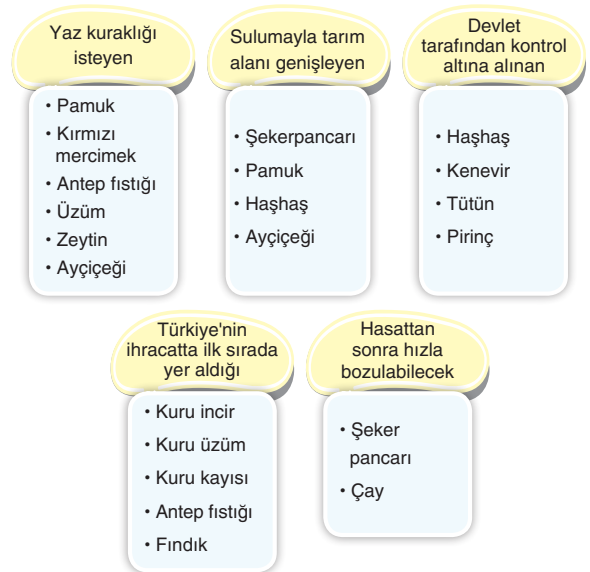 Yaz kuraklığı
isteyen
• Pamuk
• Kırmızı
mercimek
• Antep fıstığı
• Üzüm
• Zeytin
• Ayçiçeği
Sulumayla tarım
alanı genişleyen
• Şekerpancarı
• Pamuk
• Haşhaş
• Ayçiçeği
Devlet
tarafından kontrol
altına alınan
• Haşhaş
• Kenevir
• Tütün
• Pirinç
Türkiye'nin
ihracatta ilk sırada
yer aldığı
• Kuru incir
• Kuru üzüm
• Kuru kayısı
• Antep fıstığı
• Fındık
Hasattan
sonra hızla
bozulabilecek
• Şeker
pancarı
• Çay